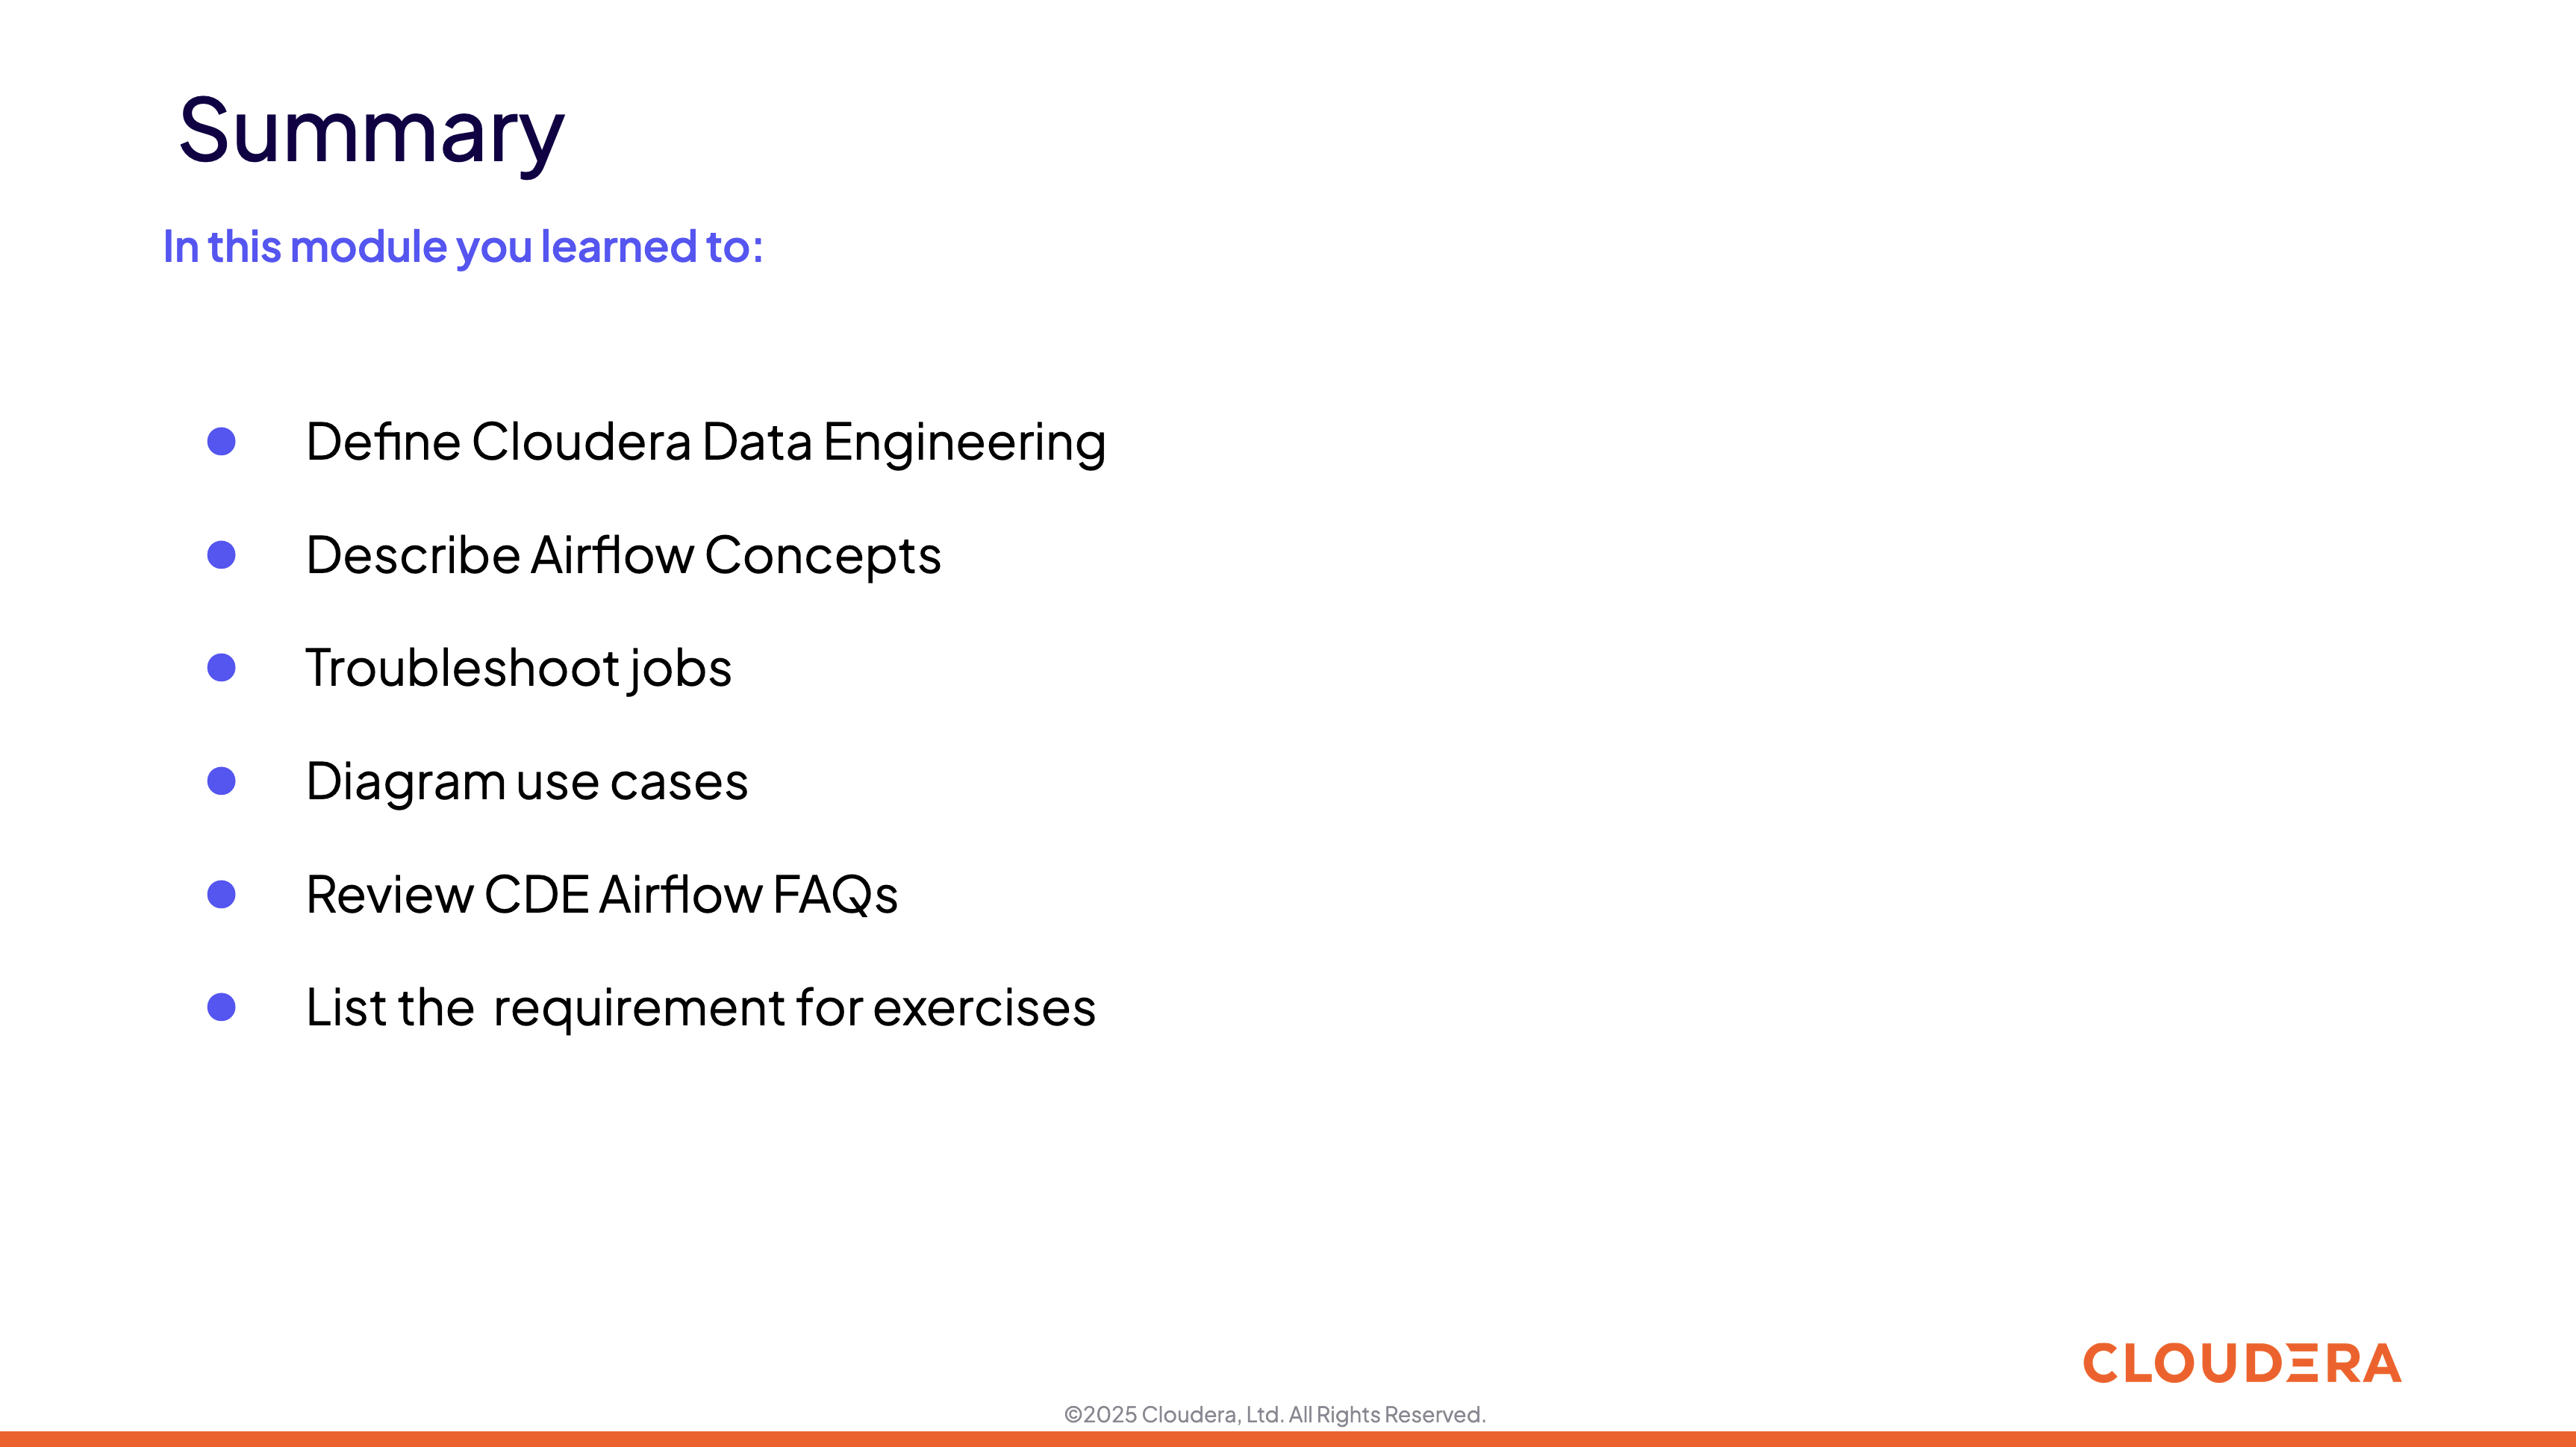 Summary
In this module you learned to:
● Define Cloudera Data Engineering
● Describe Airflow Concepts
● Troubleshoot jobs
● Diagram use cases
● Review CDE Airflow FAQs
● List the  requirement for exercises
CLOUDERA
©2025 Cloudera, Ltd. All Rights Reserved.